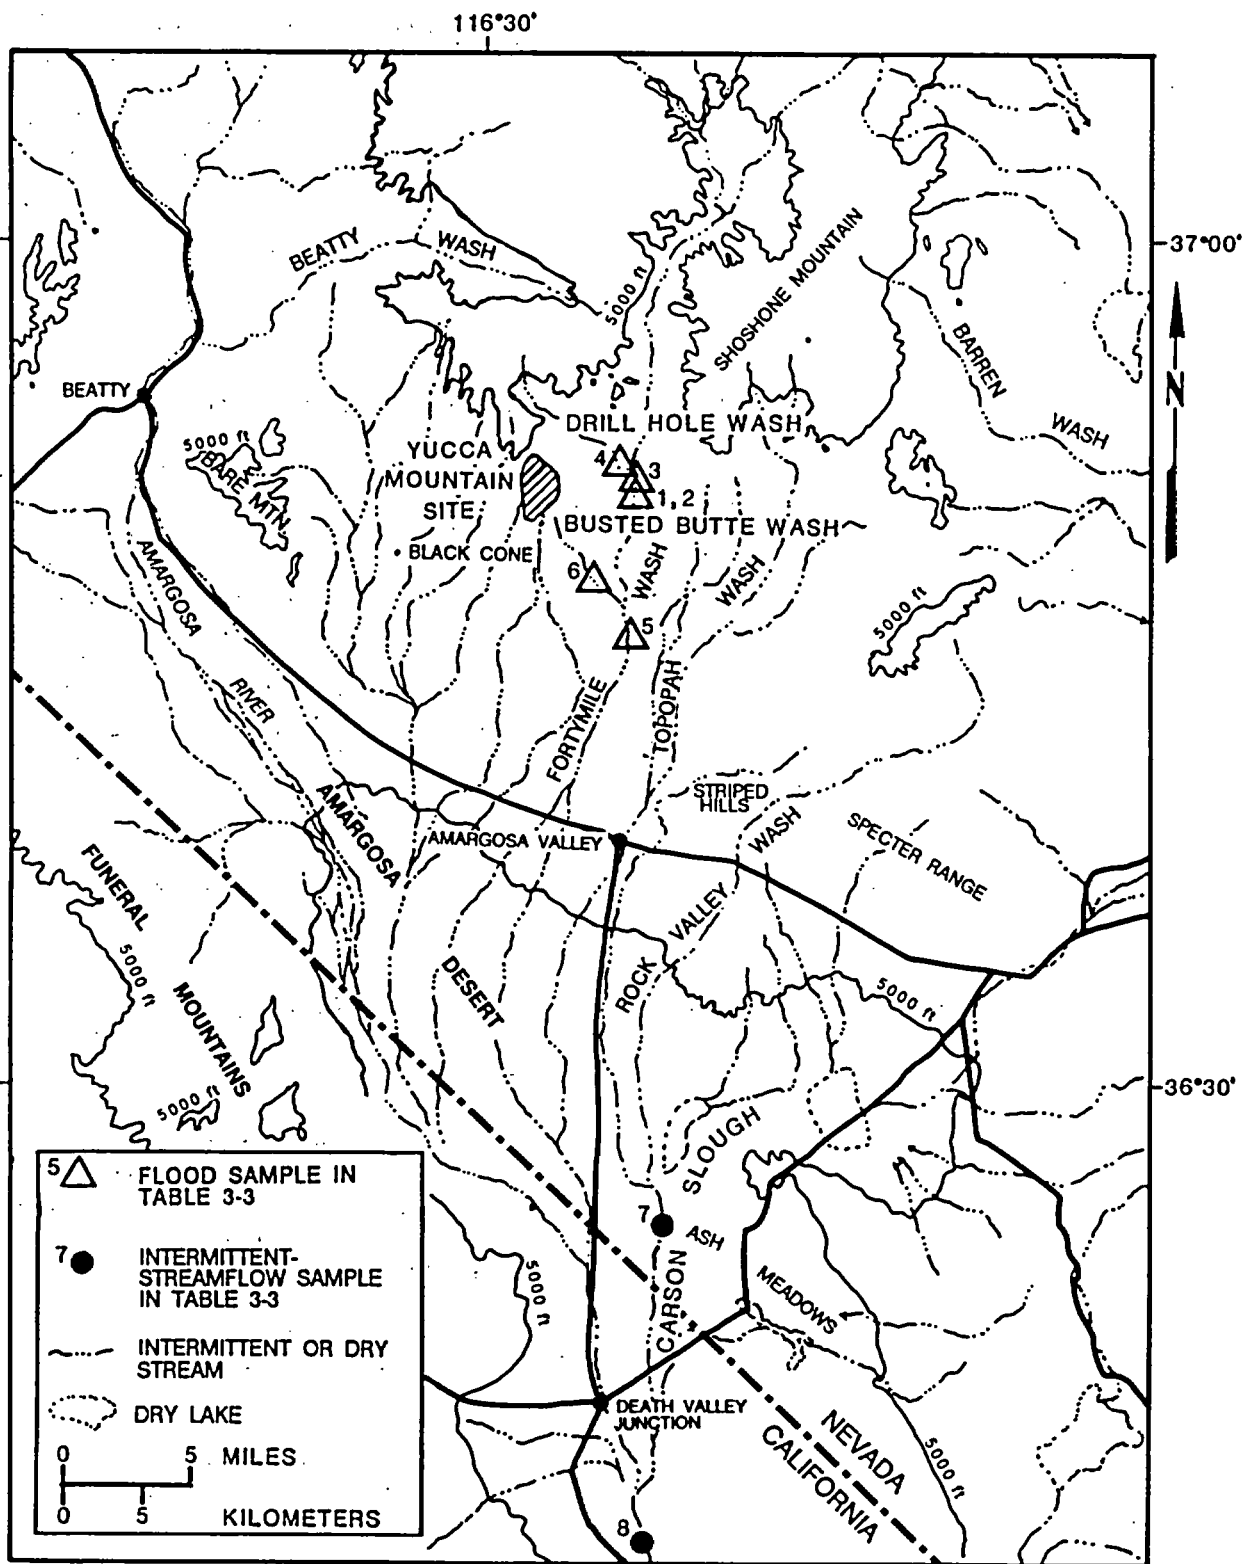 116°30'
37°00'
BEATTY
WASH
5000 ft
SHOSHONE MOUNTAIN
BARREN
WASH
N
BEATTY
5000 ft
BARE MTN
DRILL HOLE WASH
YUCCA
MOUNTAIN
SITE
4
3
1, 2
BUSTED BUTTE WASH
BLACK CONE
6
WASH
WASH
5
5000 ft
AMARGOSA
RIVER
FORTYMILE
TOPOPAH
STRIPED
HILLS
WASH
SPECTER RANGE
AMARGOSA
AMARGOSA VALLEY
FUNERAL
MOUNTAINS
5000 ft
5000 ft
DESERT
ROCK
VALLEY
5000 ft
36°30'
SLOUGH
7
ASH
MEADOWS
CARSON
5000 ft
DEATH VALLEY
JUNCTION
NEVADA
CALIFORNIA
5000 ft
8
5
FLOOD SAMPLE IN
TABLE 3-3
7
INTERMITTENT-
STREAMFLOW SAMPLE
IN TABLE 3-3
INTERMITTENT OR DRY
STREAM
DRY LAKE
0 5 MILES
0 5 KILOMETERS